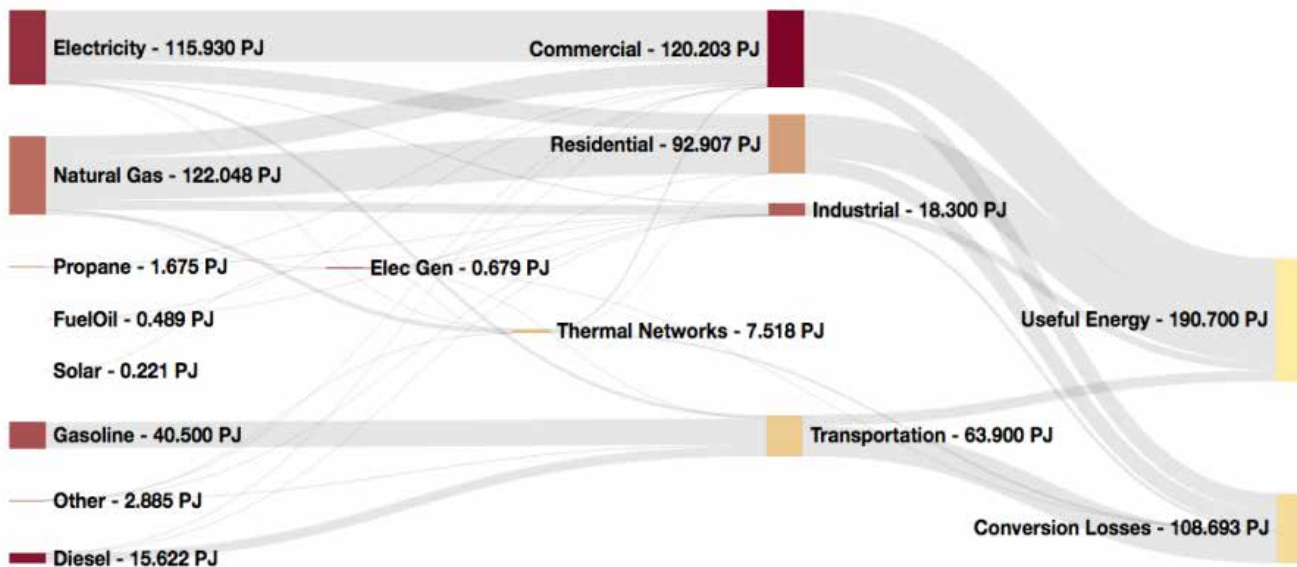 Electricity - 115.930 PJ
Commercial - 120.203 PJ
Residential - 92.907 PJ
Natural Gas - 122.048 PJ
Industrial - 18.300 PJ
Propane - 1.675 PJ
Elec Gen - 0.679 PJ
FuelOil - 0.489 PJ
Thermal Networks - 7.518 PJ
Useful Energy - 190.700 PJ
Solar - 0.221 PJ
Gasoline - 40.500 PJ
Transportation - 63.900 PJ
Other - 2.885 PJ
Conversion Losses - 108.693 PJ
Diesel - 15.622 PJ